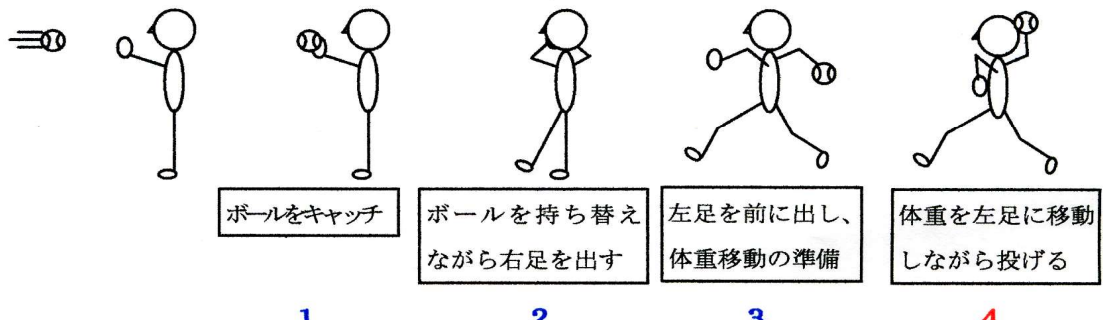 ボールをキャッチ
ボールを持ち替え
ながら右足を出す
左足を前に出し、
体重移動の準備
体重を左足に移動
しながら投げる
1 2 3 4